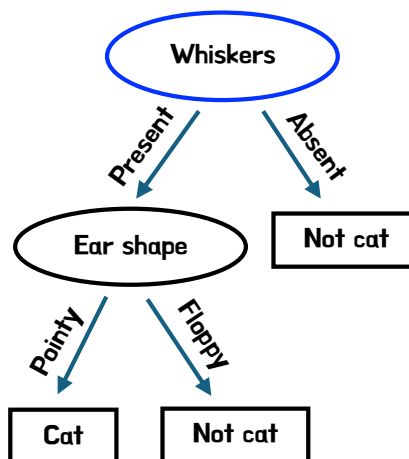 Whiskers
Present
Absent
Ear shape
Not cat
Pointy
Floppy
Cat
Not cat